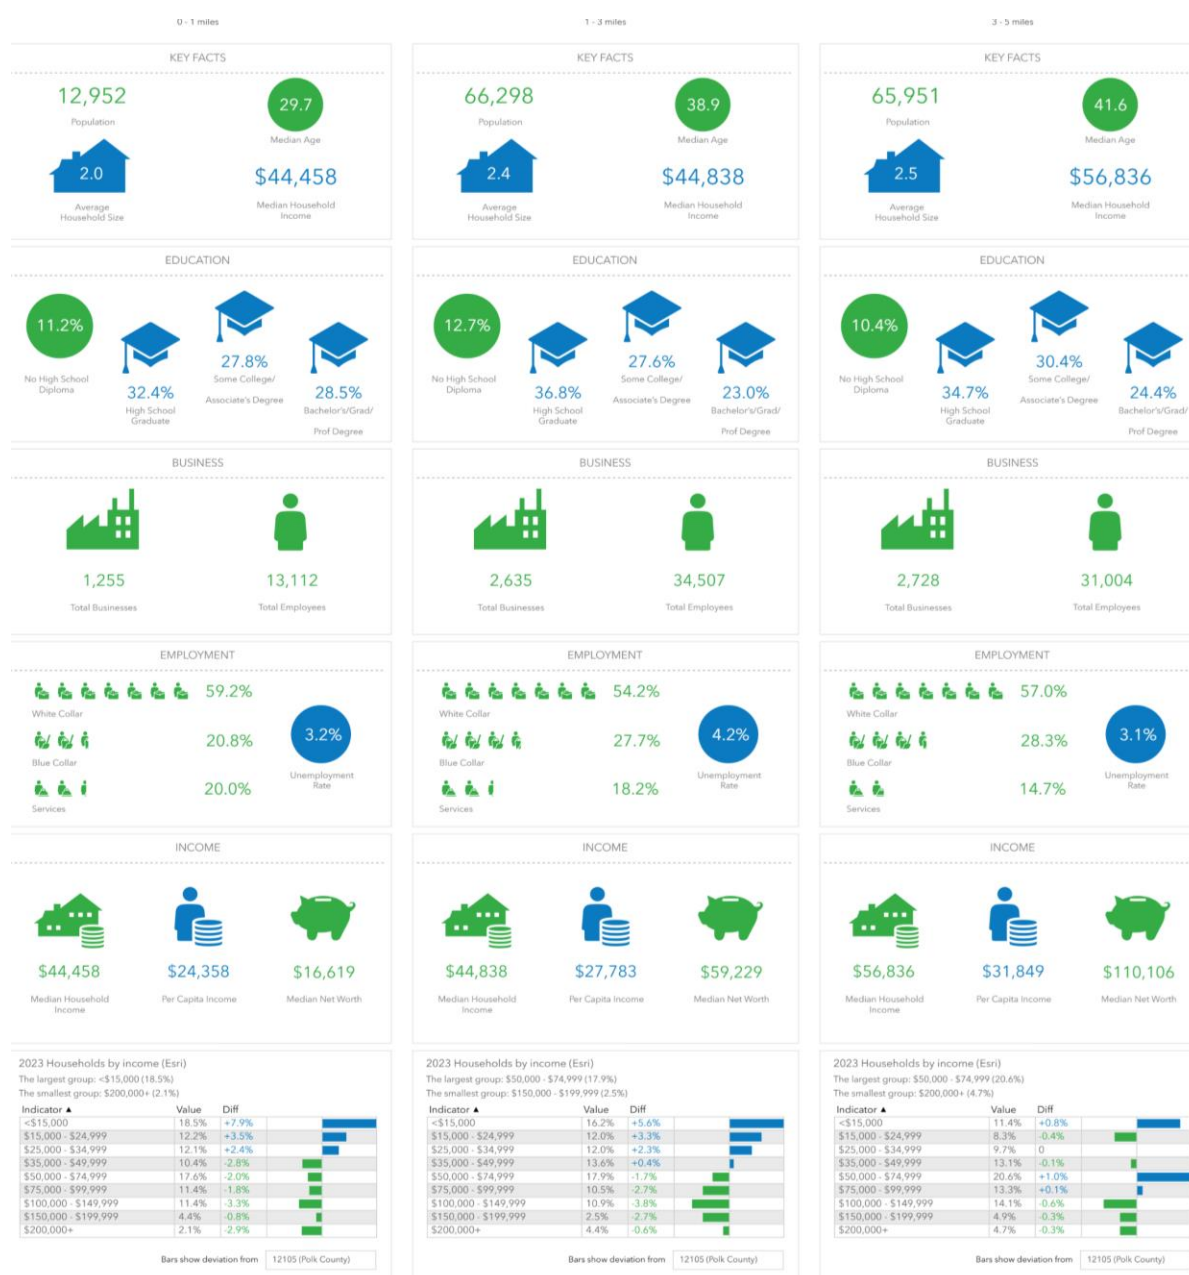 0 - 1 miles
KEY FACTS
12,952
Population
29.7
Median Age
2.0
Average
Household Size
$44,458
Median Household
Income
EDUCATION
11.2%
No High School
Diploma
32.4%
High School
Graduate
27.8%
Some College/
Associate's Degree
28.5%
Bachelor's/Grad/
Prof Degree
BUSINESS
1,255
Total Businesses
13,112
Total Employees
EMPLOYMENT
59.2%
White Collar
20.8%
Blue Collar
20.0%
Services
3.2%
Unemployment
Rate
INCOME
$44,458
Median Household
Income
$24,358
Per Capita Income
$16,619
Median Net Worth
2023 Households by income (Esri)
The largest group: <$15,000 (18.5%)
The smallest group: $200,000+ (2.1%)
Indicator ▲ Value Diff
<$15,000 18.5% +7.9%
$15,000 - $24,999 12.2% +3.5%
$25,000 - $34,999 12.1% +2.4%
$35,000 - $49,999 10.4% -2.8%
$50,000 - $74,999 17.6% -2.0%
$75,000 - $99,999 11.4% -1.8%
$100,000 - $149,999 11.4% -3.3%
$150,000 - $199,999 4.4% -0.8%
$200,000+ 2.1% -2.9%
Bars show deviation from 12105 (Polk County)
1 - 3 miles
KEY FACTS
66,298
Population
38.9
Median Age
2.4
Average
Household Size
$44,838
Median Household
Income
EDUCATION
12.7%
No High School
Diploma
36.8%
High School
Graduate
27.6%
Some College/
Associate's Degree
23.0%
Bachelor's/Grad/
Prof Degree
BUSINESS
2,635
Total Businesses
34,507
Total Employees
EMPLOYMENT
54.2%
White Collar
27.7%
Blue Collar
18.2%
Services
4.2%
Unemployment
Rate
INCOME
$44,838
Median Household
Income
$27,783
Per Capita Income
$59,229
Median Net Worth
2023 Households by income (Esri)
The largest group: $50,000 - $74,999 (17.9%)
The smallest group: $150,000 - $199,999 (2.5%)
Indicator ▲ Value Diff
<$15,000 16.2% +5.6%
$15,000 - $24,999 12.0% +3.3%
$25,000 - $34,999 12.0% +2.3%
$35,000 - $49,999 13.6% +0.4%
$50,000 - $74,999 17.9% -1.7%
$75,000 - $99,999 10.5% -2.7%
$100,000 - $149,999 10.9% -3.8%
$150,000 - $199,999 2.5% -2.7%
$200,000+ 4.4% -0.6%
Bars show deviation from 12105 (Polk County)
3 - 5 miles
KEY FACTS
65,951
Population
41.6
Median Age
2.5
Average
Household Size
$56,836
Median Household
Income
EDUCATION
10.4%
No High School
Diploma
34.7%
High School
Graduate
30.4%
Some College/
Associate's Degree
24.4%
Bachelor's/Grad/
Prof Degree
BUSINESS
2,728
Total Businesses
31,004
Total Employees
EMPLOYMENT
57.0%
White Collar
28.3%
Blue Collar
14.7%
Services
3.1%
Unemployment
Rate
INCOME
$56,836
Median Household
Income
$31,849
Per Capita Income
$110,106
Median Net Worth
2023 Households by income (Esri)
The largest group: $50,000 - $74,999 (20.6%)
The smallest group: $200,000+ (4.7%)
Indicator ▲ Value Diff
<$15,000 11.4% +0.8%
$15,000 - $24,999 8.3% -0.4%
$25,000 - $34,999 9.7% 0
$35,000 - $49,999 13.1% -0.1%
$50,000 - $74,999 20.6% +1.0%
$75,000 - $99,999 13.3% +0.1%
$100,000 - $149,999 14.1% -0.6%
$150,000 - $199,999 4.9% -0.3%
$200,000+ 4.7% -0.3%
Bars show deviation from 12105 (Polk County)